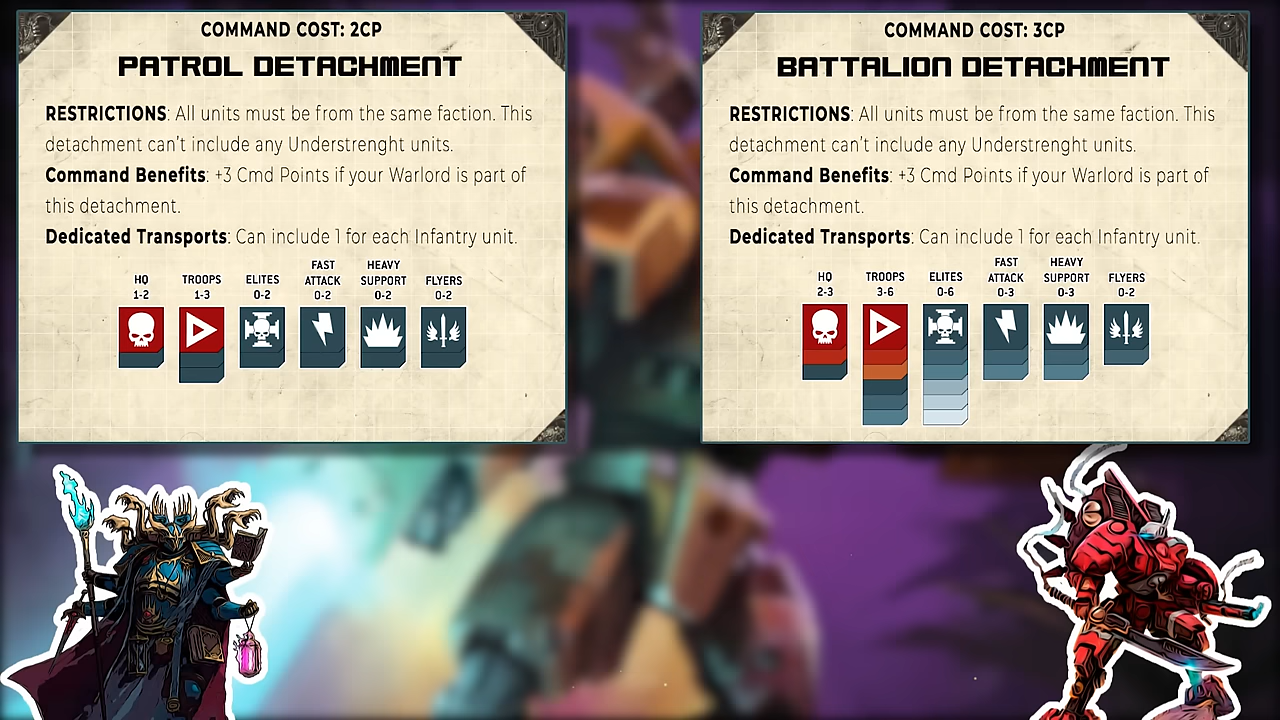 COMMAND COST: 2CP
PATROL DETACHMENT
RESTRICTIONS: All units must be from the same faction. This
detachment can't include any Understrenght units.
Command Benefits: +3 Cmd Points if your Warlord is part of
this detachment.
Dedicated Transports: Can include 1 for each Infantry unit.
HQ
1-2
TROOPS
1-3
ELITES
0-2
FAST
ATTACK
0-2
HEAVY
SUPPORT
0-2
FLYERS
0-2
COMMAND COST: 3CP
BATTALION DETACHMENT
RESTRICTIONS: All units must be from the same faction. This
detachment can't include any Understrenght units.
Command Benefits: +3 Cmd Points if your Warlord is part of
this detachment.
Dedicated Transports: Can include 1 for each Infantry unit.
HQ
2-3
TROOPS
3-6
ELITES
0-6
FAST
ATTACK
0-3
HEAVY
SUPPORT
0-3
FLYERS
0-2